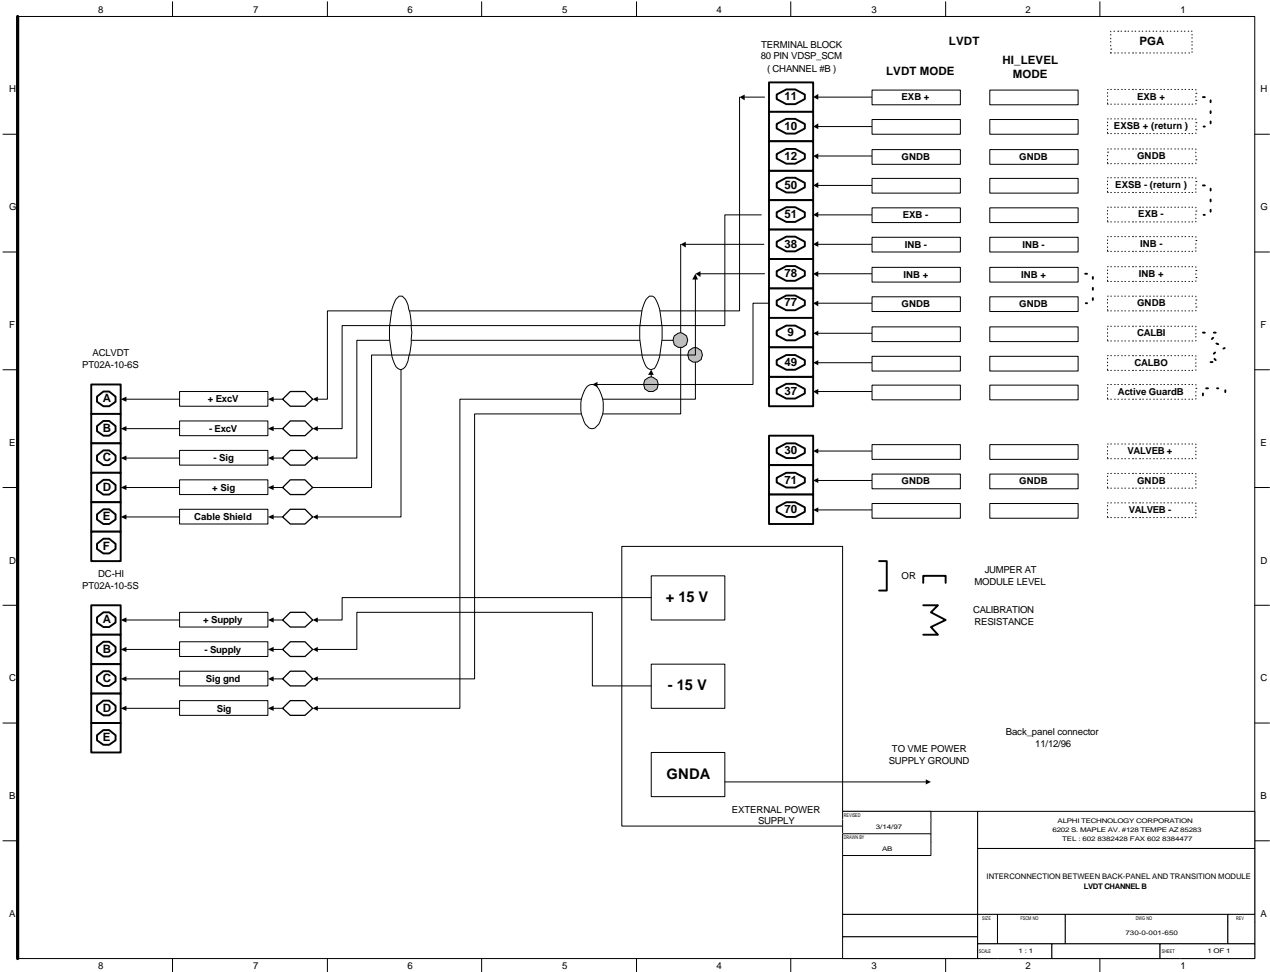 8 7 6 5 4 3 2 1
H
G
F
E
D
C
B
A
TERMINAL BLOCK
80 PIN VDSP_SCM
( CHANNEL #B )
LVDT
LVDT MODE
HI_LEVEL
MODE
PGA
11 EXB + EXB +
10 EXSB + (return )
12 GNDB GNDB GNDB
50 EXSB - (return )
51 EXB - EXB -
38 INB - INB - INB -
78 INB + INB + INB +
77 GNDB GNDB GNDB
9 CALBI
49 CALBO
37 Active GuardB
30 VALVEB +
71 GNDB GNDB GNDB
70 VALVEB -
ACLVDT
PT02A-10-6S
A + ExcV
B - ExcV
C - Sig
D + Sig
E Cable Shield
F
DC-HI
PT02A-10-5S
A + Supply
B - Supply
C Sig gnd
D Sig
E
+ 15 V
- 15 V
GNDA
EXTERNAL POWER
SUPPLY
OR
JUMPER AT
MODULE LEVEL
CALIBRATION
RESISTANCE
TO VME POWER
SUPPLY GROUND
Back_panel connector
11/12/96
REVISED
3/14/97
DRAWN BY
AB
ALPHI TECHNOLOGY CORPORATION
6202 S. MAPLE AV. #128 TEMPE AZ 85283
TEL : 602 8382428 FAX 602 8384477
INTERCONNECTION BETWEEN BACK-PANEL AND TRANSITION MODULE
LVDT CHANNEL B
SIZE FSCM NO DWG NO REV
730-0-001-650
SCALE 1 : 1 SHEET 1 OF 1
H
G
F
E
D
C
B
A
8 7 6 5 4 3 2 1